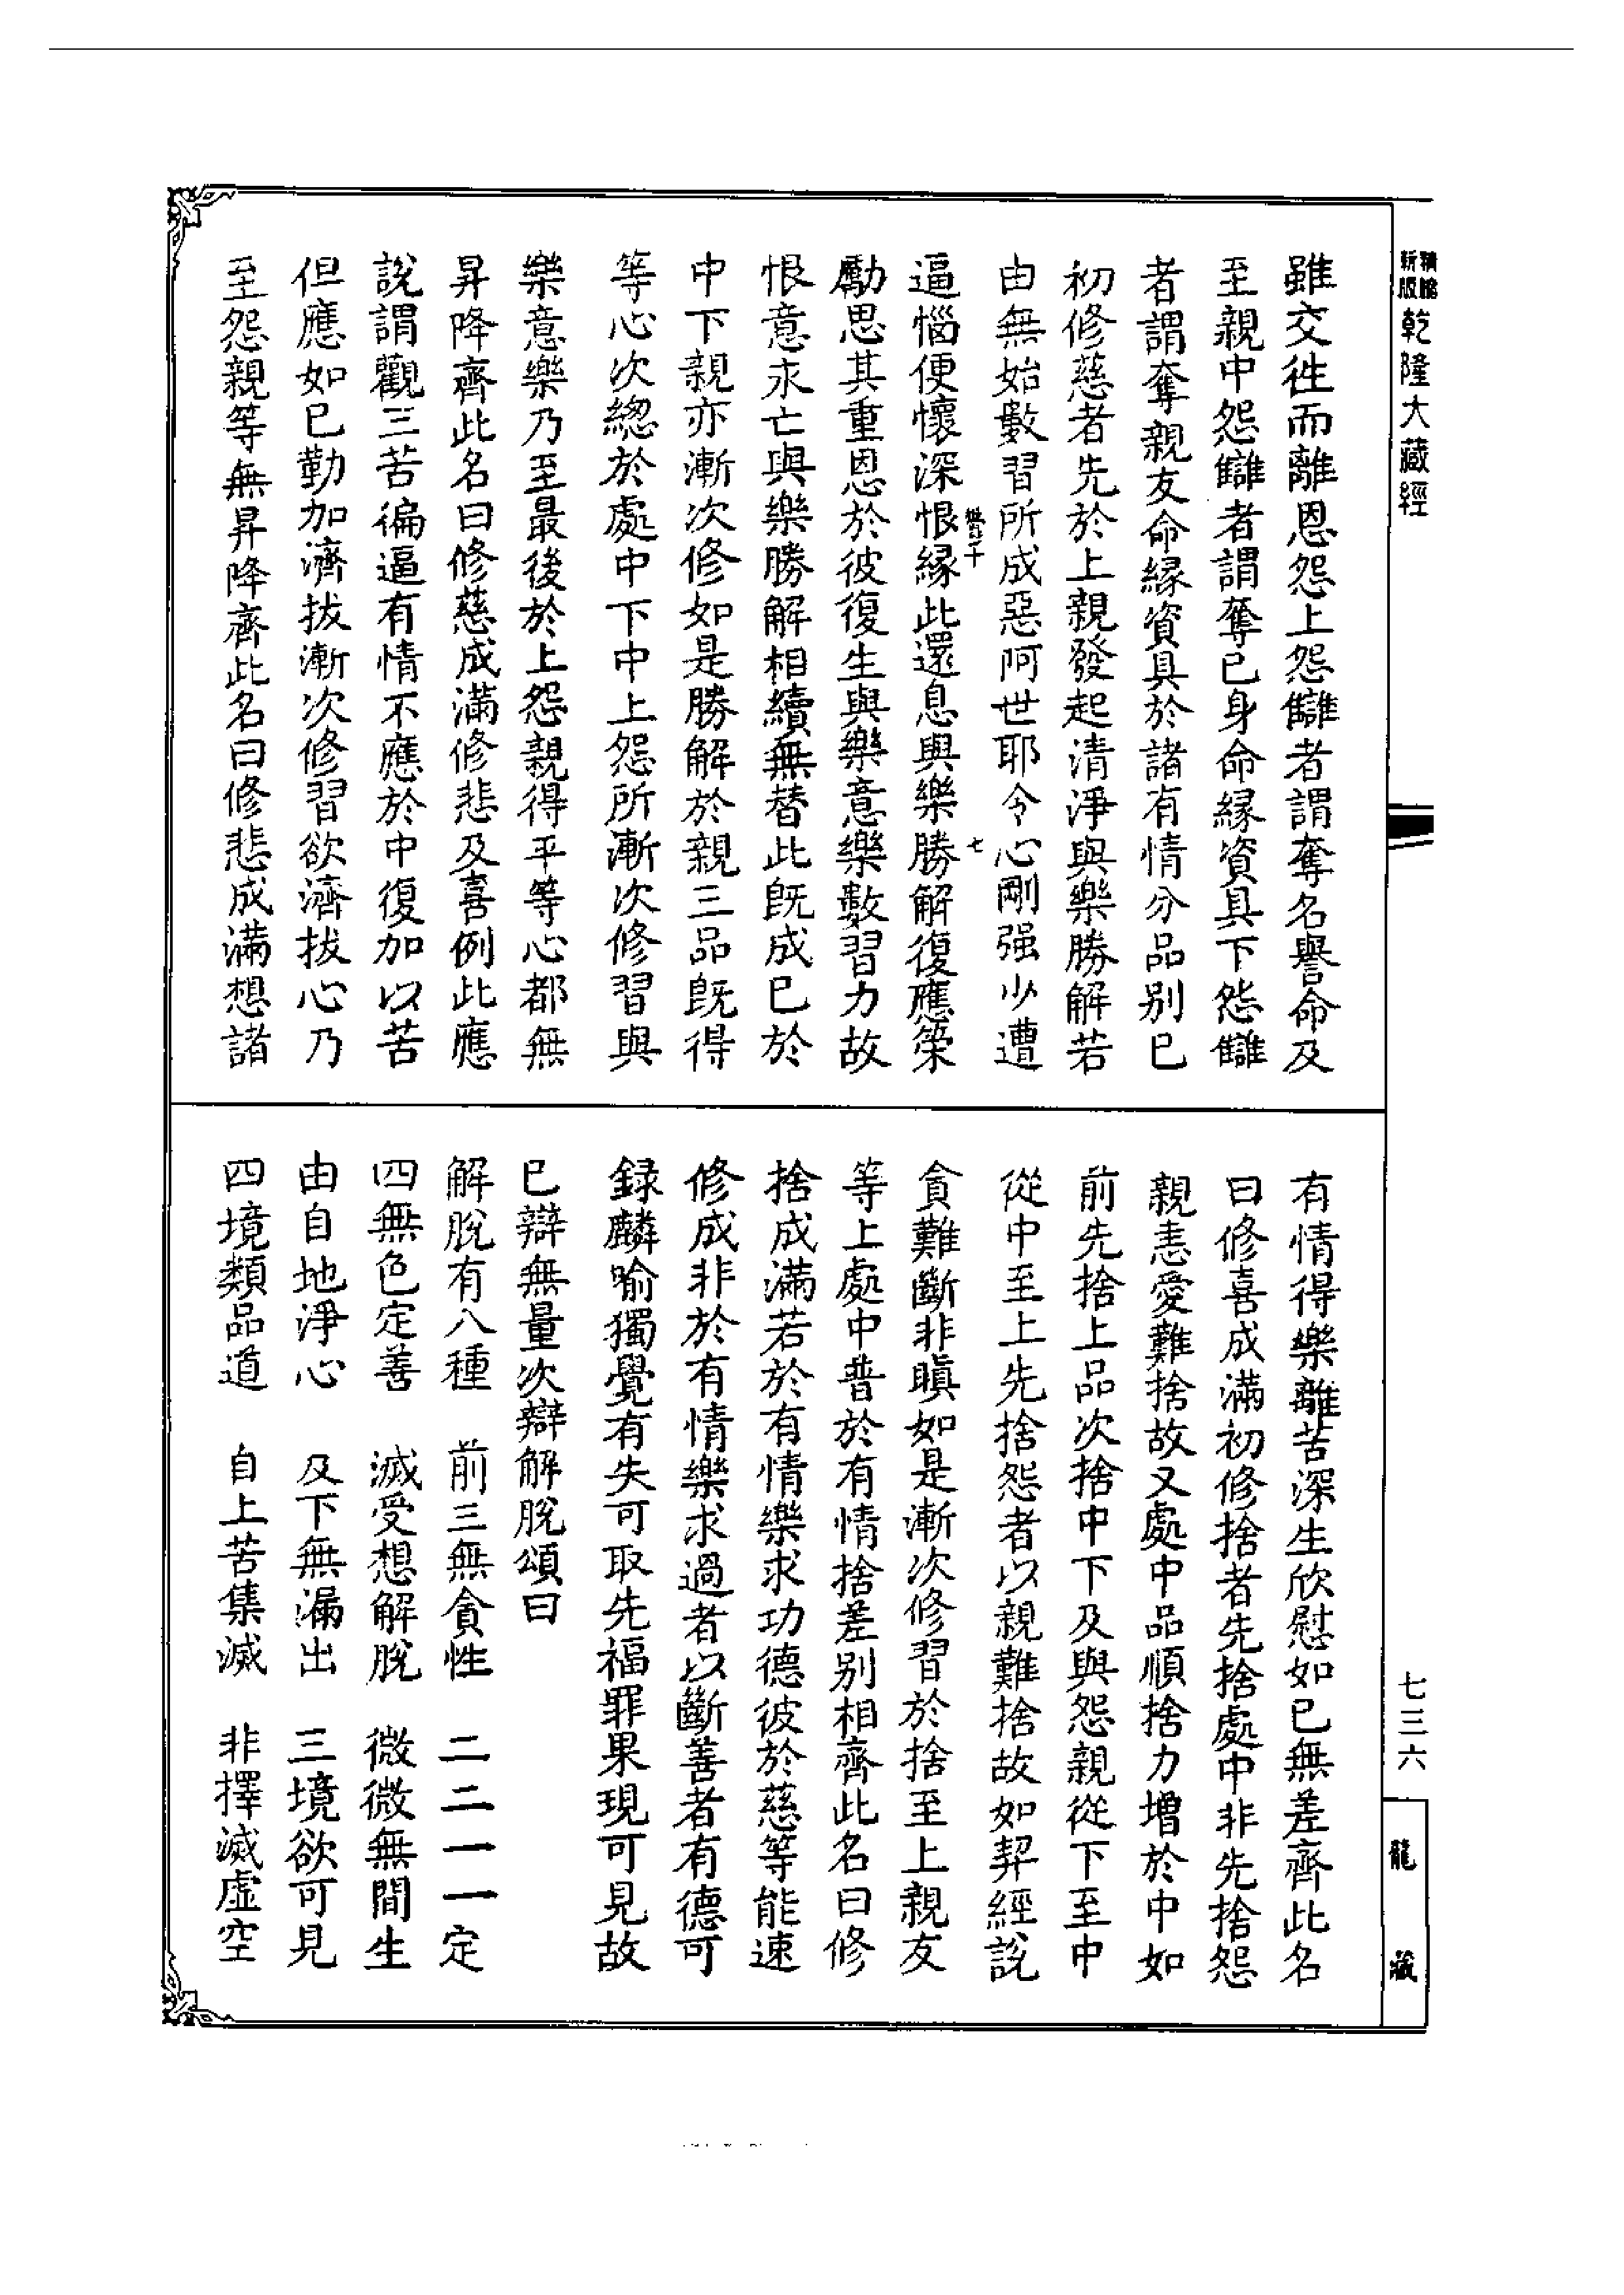 雖交徃而離恩怨上怨讎者謂奪名譽命及
至親中怨讎者謂奪已身命縁資具下怨讎
者謂奪親友命縁資具於諸有情分品别已
初修慈者先於上親發起清淨與樂勝解若
由無始數習所成惡阿世耶令心剛强少遭
逼惱便懷深恨縁此還息與樂勝解復應榮
勵思其重恩於彼復生與樂意樂數習力故
恨意永亡與樂勝解相續無替此旣成已於
中下親亦漸次修如是勝解於親三品旣得
等心次緫於處中下中上怨所漸次修習與
樂意樂乃至最後於上怨親得平等心都無
昇降齊此名曰修慈成滿修悲及喜例此應
說謂觀三苦徧逼有情不應於中復加以苦
但應如已勤加濟拔漸次修習欲濟拔心乃
至怨親等無昇降齊此名曰修悲成滿想諸
有情得樂離苦深生欣慰如已無差齊此名
曰修喜成滿初修捨者先捨處中非先捨怨
親恚愛難捨故又處中品順捨力增於中如
前先捨上品次捨中下及與怨親從下至中
從中至上先捨怨者以親難捨故如契經說
貪難斷非瞋如是漸次修習於捨至上親友
等上處中普於有情捨差别相齊此名曰修
捨成滿若於有情樂求功德彼於慈等能速
修成非於有情樂求過者以斷善者有德可
録麟喻獨覺有失可取先福罪果現可見故
已辯無量次辯解脫頌曰
解脫有八種　前三無貪性　二二一一定
四無色定善　滅受想解脫　微微無間生
由自地淨心　及下無漏出　三境欲可見
四境類品道　自上苦集滅　非擇滅虛空
新版乾隆大藏經
七三六
龍藏